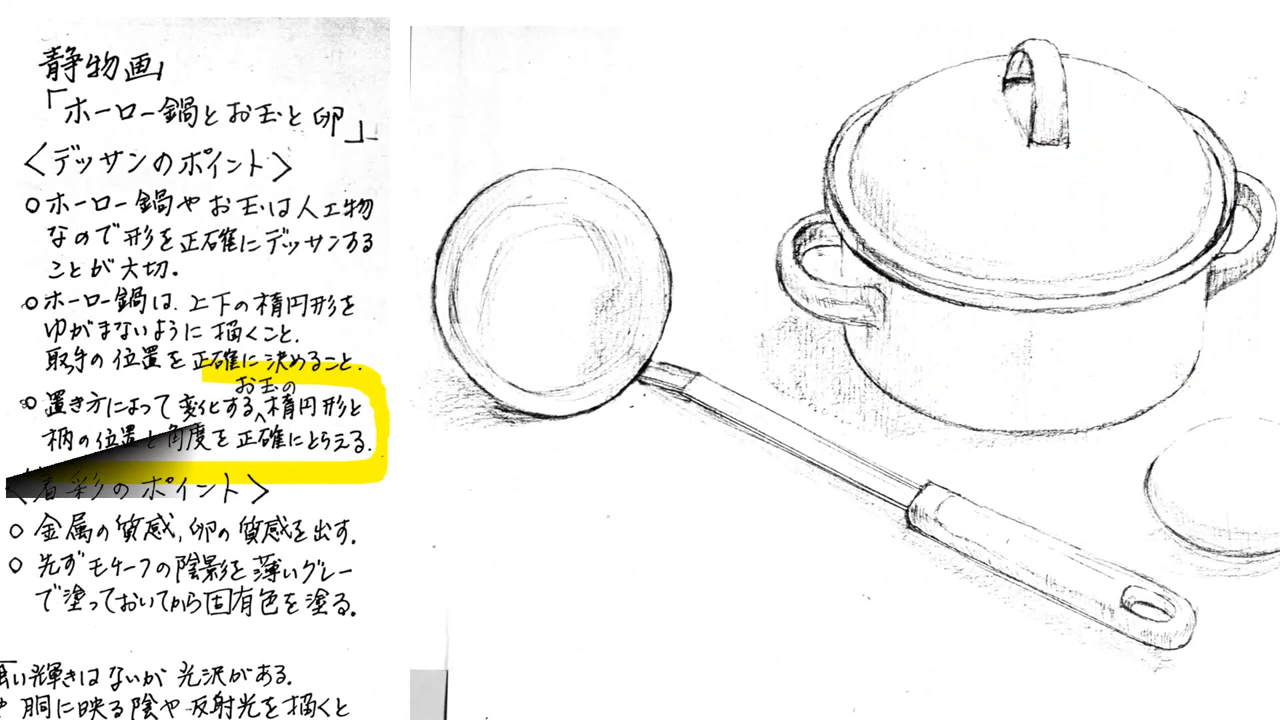 静物画
「ホーロー鍋とお玉と卵」
<デッサンのポイント>
○ホーロー鍋やお玉は人工物
なので形を正確にデッサンする
ことが大切。
○ホーロー鍋は、上下の楕円形を
ゆがまないように描くこと。
取手の位置を正確に決めること。
○置き方によって変化するお玉の楕円形と
柄の位置と角度を正確にとらえる。
<着彩のポイント>
○金属の質感,卵の質感を出す。
○先ずモチーフの陰影を薄いグレー
で塗っておいてから固有色を塗る。
い輝きはないが光沢がある。
胴に映る陰や反射光を描くと